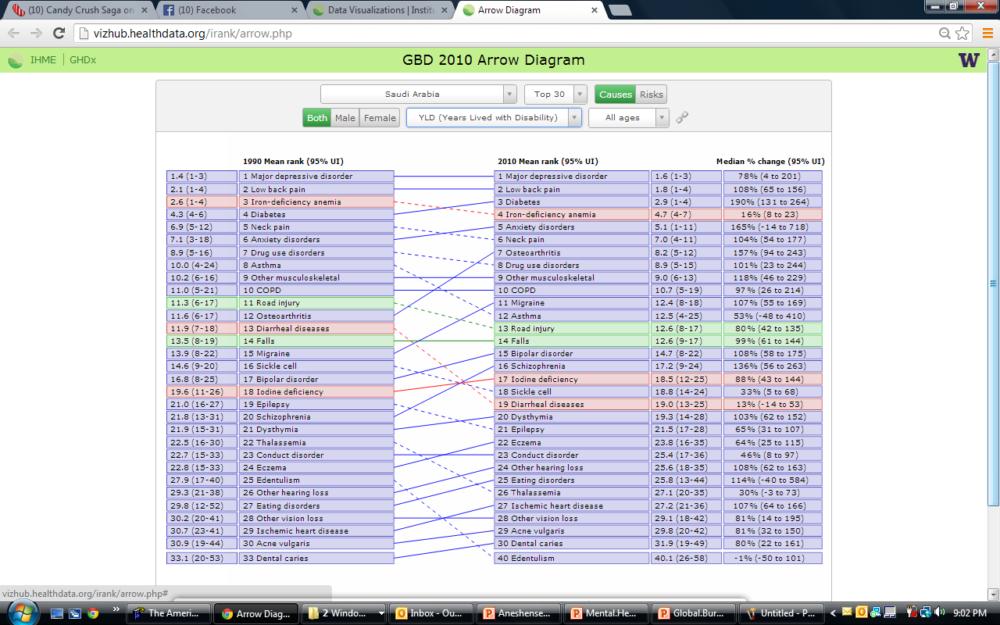 (10) Candy Crush Saga on
(10) Facebook
Data Visualizations | Institu
Arrow Diagram
vizhub.healthdata.org/irank/arrow.php
IHME | GHDx
GBD 2010 Arrow Diagram
W
Saudi Arabia
Top 30
Causes Risks
Both Male Female
YLD (Years Lived with Disability)
All ages
1990 Mean rank (95% UI) 2010 Mean rank (95% UI) Median % change (95% UI)
1.4 (1-3) 1 Major depressive disorder 1 Major depressive disorder 1.6 (1-3) 78% (4 to 201)
2.1 (1-4) 2 Low back pain 2 Low back pain 1.8 (1-4) 108% (65 to 156)
2.6 (1-4) 3 Iron-deficiency anemia 3 Diabetes 2.9 (1-4) 190% (131 to 264)
4.3 (4-6) 4 Diabetes 4 Iron-deficiency anemia 4.7 (4-7) 16% (8 to 23)
6.9 (5-12) 5 Neck pain 5 Anxiety disorders 5.1 (1-11) 165% (-14 to 718)
7.1 (3-18) 6 Anxiety disorders 6 Neck pain 7.0 (4-11) 104% (54 to 177)
8.9 (5-16) 7 Drug use disorders 7 Osteoarthritis 8.2 (5-12) 157% (94 to 243)
10.0 (4-24) 8 Asthma 8 Drug use disorders 8.9 (5-15) 101% (23 to 244)
10.2 (6-16) 9 Other musculoskeletal 9 Other musculoskeletal 9.0 (6-13) 118% (46 to 229)
11.0 (5-21) 10 COPD 10 COPD 10.7 (5-19) 97% (26 to 214)
11.3 (6-17) 11 Road injury 11 Migraine 12.4 (8-18) 107% (55 to 169)
11.6 (6-17) 12 Osteoarthritis 12 Asthma 12.5 (4-25) 53% (-48 to 410)
11.9 (7-18) 13 Diarrheal diseases 13 Road injury 12.6 (8-17) 80% (42 to 135)
13.5 (8-19) 14 Falls 14 Falls 12.6 (9-17) 99% (61 to 144)
13.9 (8-22) 15 Migraine 15 Bipolar disorder 14.7 (8-22) 108% (58 to 175)
14.6 (9-20) 16 Sickle cell 16 Schizophrenia 17.2 (9-24) 136% (56 to 263)
16.8 (8-25) 17 Bipolar disorder 17 Iodine deficiency 18.5 (12-25) 88% (43 to 144)
19.6 (11-26) 18 Iodine deficiency 18 Sickle cell 18.8 (14-24) 33% (5 to 68)
21.0 (16-27) 19 Epilepsy 19 Diarrheal diseases 19.0 (13-25) 13% (-14 to 53)
21.8 (13-31) 20 Schizophrenia 20 Dysthymia 19.3 (14-28) 103% (62 to 152)
21.9 (15-31) 21 Dysthymia 21 Epilepsy 21.5 (17-28) 65% (31 to 107)
22.5 (16-30) 22 Thalassemia 22 Eczema 23.8 (16-35) 64% (25 to 115)
22.7 (15-33) 23 Conduct disorder 23 Conduct disorder 25.4 (17-36) 46% (8 to 97)
22.8 (15-33) 24 Eczema 24 Other hearing loss 25.6 (18-35) 108% (62 to 163)
27.9 (17-40) 25 Edentulism 25 Eating disorders 25.8 (13-44) 114% (-40 to 584)
29.3 (21-38) 26 Other hearing loss 26 Thalassemia 27.1 (20-35) 30% (-3 to 73)
29.8 (12-52) 27 Eating disorders 27 Ischemic heart disease 27.2 (21-36) 107% (64 to 166)
30.2 (20-41) 28 Other vision loss 28 Other vision loss 29.1 (18-42) 81% (14 to 195)
30.7 (23-41) 29 Ischemic heart disease 29 Acne vulgaris 29.8 (20-42) 81% (32 to 150)
30.9 (19-44) 30 Acne vulgaris 30 Dental caries 31.9 (19-49) 80% (22 to 161)
33.1 (20-53) 33 Dental caries 40 Edentulism 40.1 (26-58) -1% (-50 to 101)
vizhub.healthdata.org/irank/arrow.php#
The Ameri...
Arrow Diag...
2 Windo...
Inbox - Ou...
Aneshense...
Mental.He...
Global.Bur...
Untitled - P...
9:02 PM